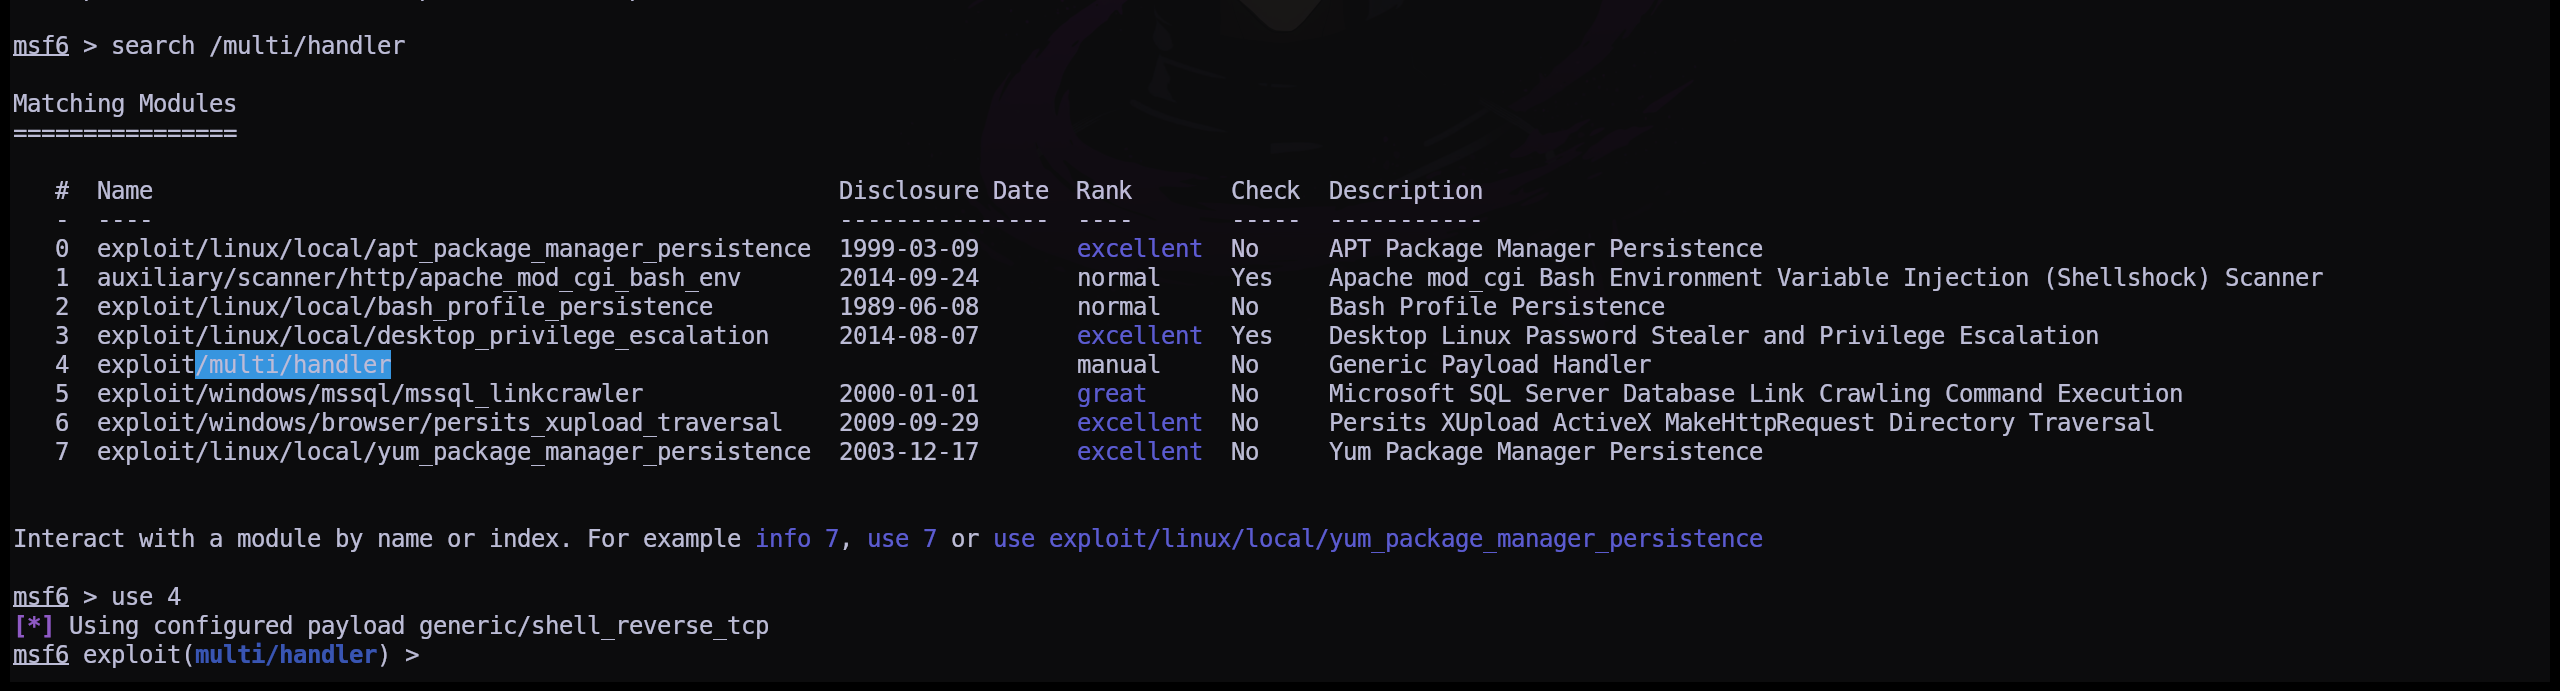 msf6 > search /multi/handler
Matching Modules
================
#  Name                                               Disclosure Date  Rank       Check  Description
-  ----                                               ---------------  ----       -----  -----------
0  exploit/linux/local/apt_package_manager_persistence  1999-03-09       excellent  No     APT Package Manager Persistence
1  auxiliary/scanner/http/apache_mod_cgi_bash_env       2014-09-24       normal     Yes    Apache mod_cgi Bash Environment Variable Injection (Shellshock) Scanner
2  exploit/linux/local/bash_profile_persistence         1989-06-08       normal     No     Bash Profile Persistence
3  exploit/linux/local/desktop_privilege_escalation     2014-08-07       excellent  Yes    Desktop Linux Password Stealer and Privilege Escalation
4  exploit/multi/handler                                                 manual     No     Generic Payload Handler
5  exploit/windows/mssql/mssql_linkcrawler              2000-01-01       great      No     Microsoft SQL Server Database Link Crawling Command Execution
6  exploit/windows/browser/persits_xupload_traversal    2009-09-29       excellent  No     Persits XUpload ActiveX MakeHttpRequest Directory Traversal
7  exploit/linux/local/yum_package_manager_persistence  2003-12-17       excellent  No     Yum Package Manager Persistence
Interact with a module by name or index. For example info 7, use 7 or use exploit/linux/local/yum_package_manager_persistence
msf6 > use 4
[*] Using configured payload generic/shell_reverse_tcp
msf6 exploit(multi/handler) >